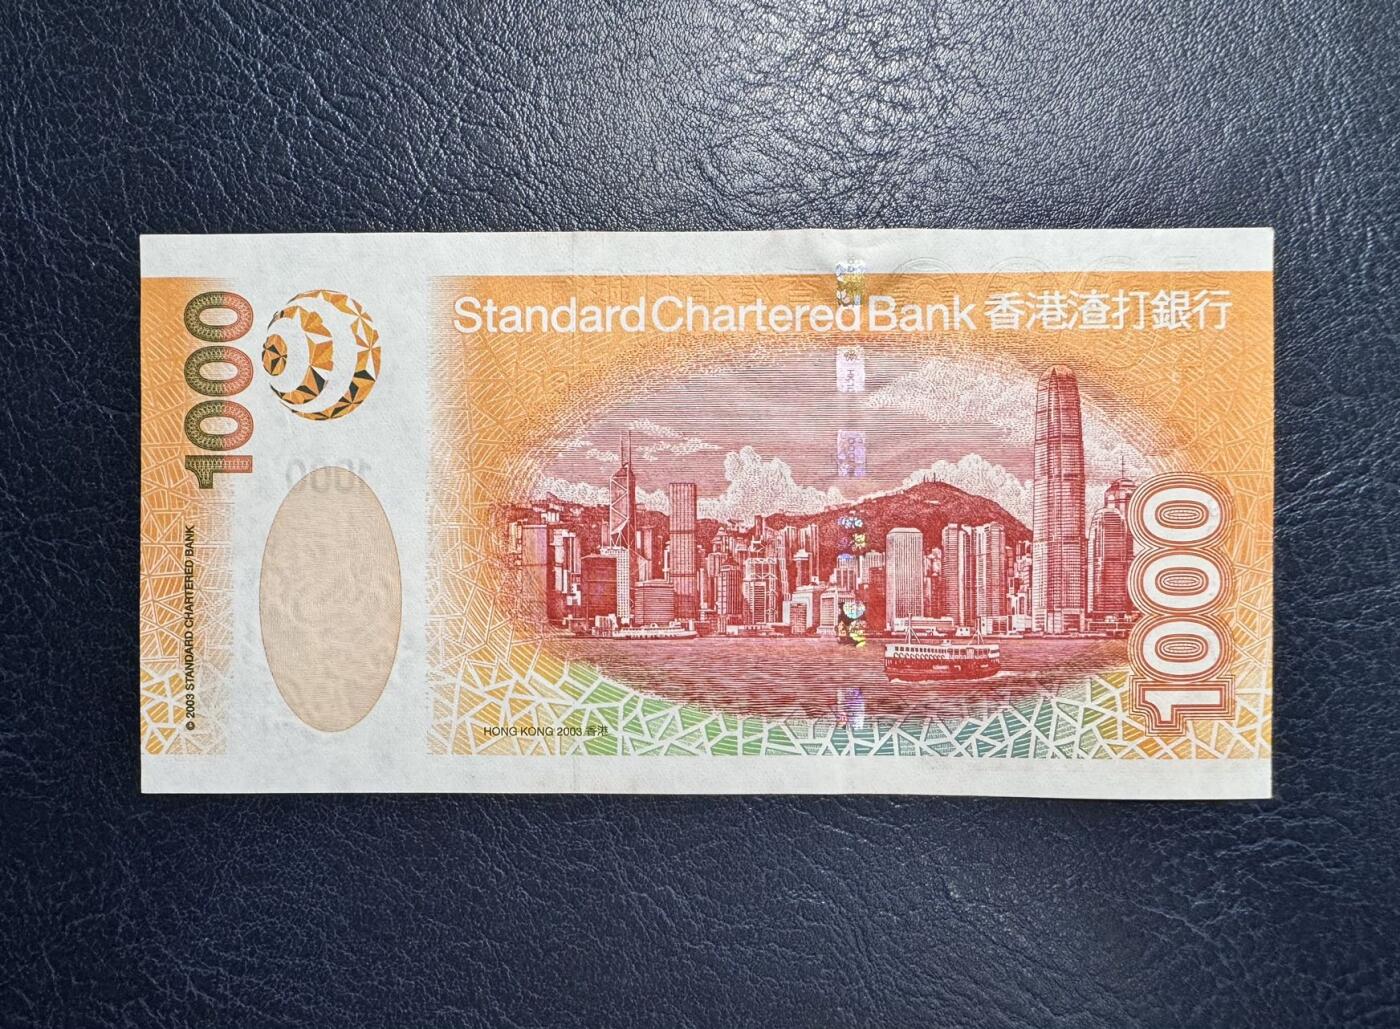 1000
© 2003 STANDARD CHARTERED BANK
Standard Chartered Bank 香港渣打銀行
HONG KONG 2003 香港
1000